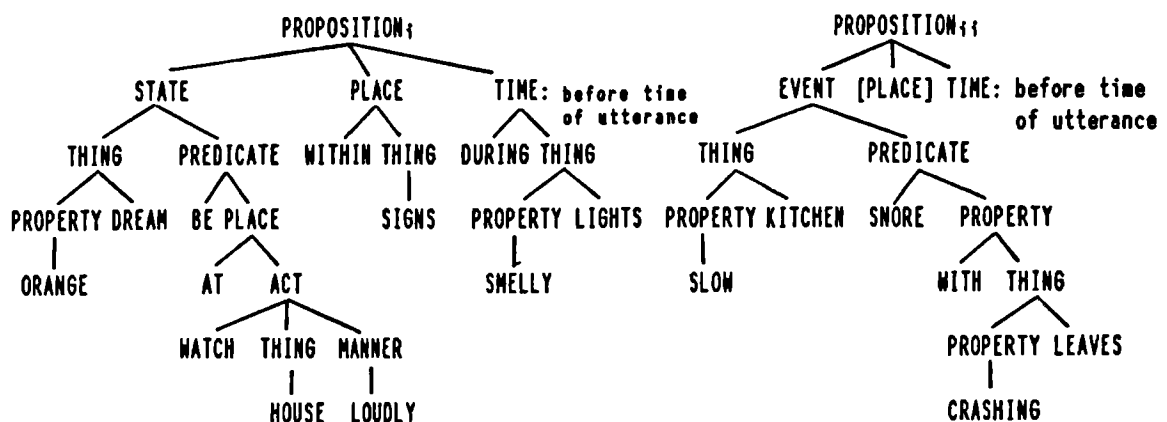 PROPOSITIONi PROPOSITIONii
STATE PLACE TIME: before time of utterance EVENT [PLACE] TIME: before time of utterance
THING PREDICATE WITHIN THING DURING THING THING PREDICATE
PROPERTY DREAM BE PLACE SIGNS PROPERTY LIGHTS PROPERTY KITCHEN SNORE PROPERTY
ORANGE AT ACT SMELLY SLOW WITH THING
WATCH THING MANNER PROPERTY LEAVES
HOUSE LOUDLY CRASHING